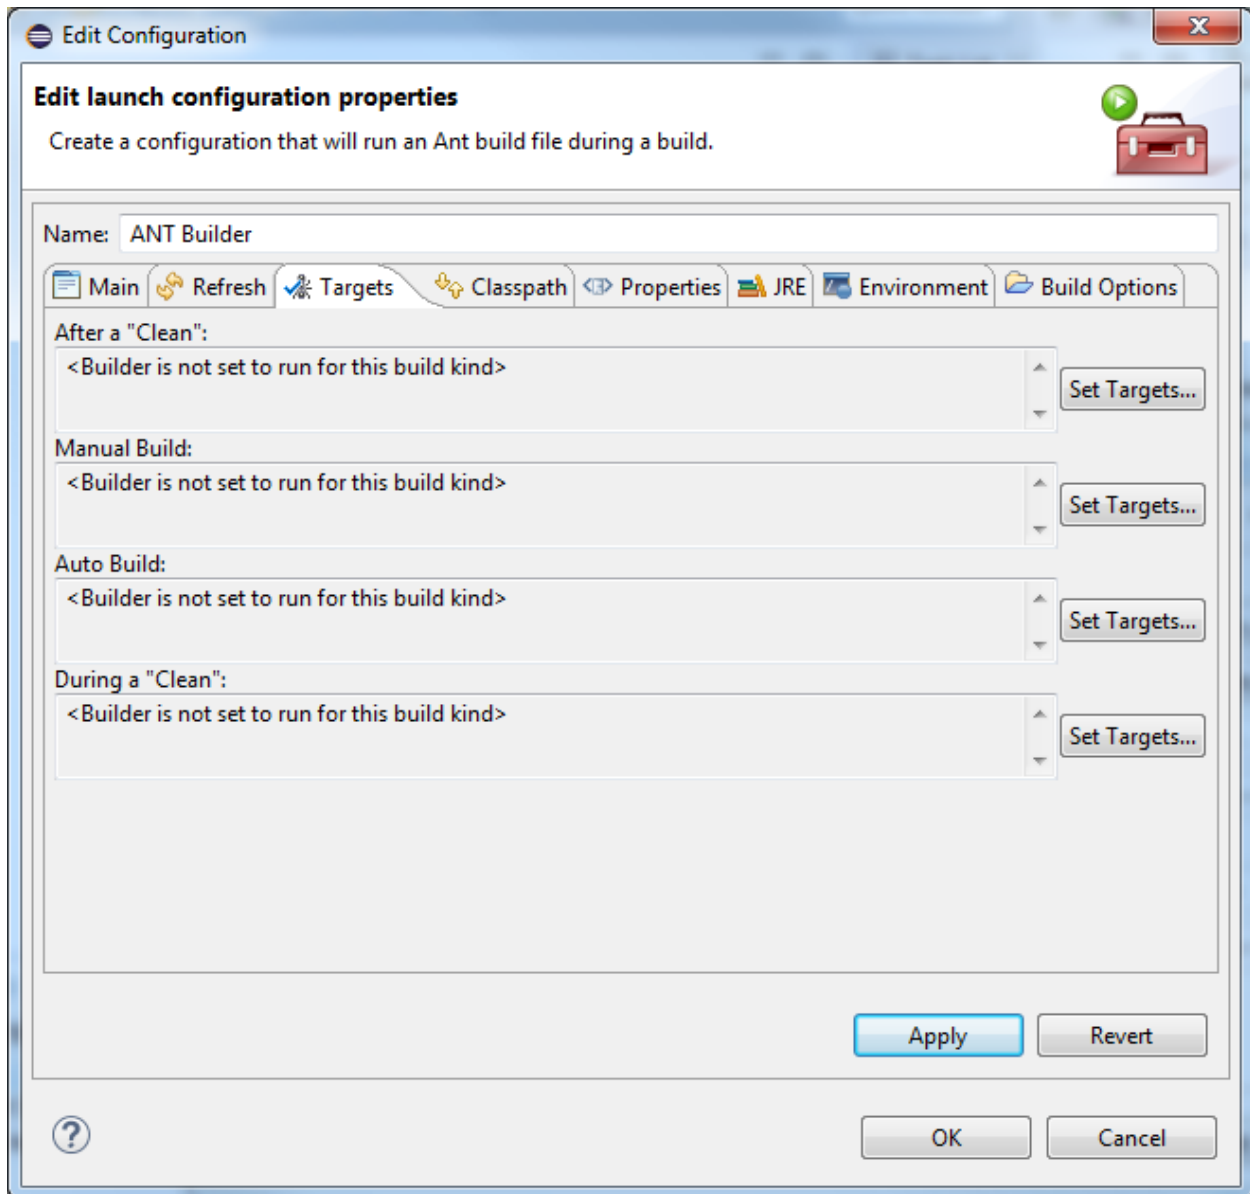 Edit Configuration
Edit launch configuration properties
Create a configuration that will run an Ant build file during a build.
Name: ANT Builder
Main Refresh Targets Classpath Properties JRE Environment Build Options
After a "Clean":
<Builder is not set to run for this build kind>
Set Targets...
Manual Build:
<Builder is not set to run for this build kind>
Set Targets...
Auto Build:
<Builder is not set to run for this build kind>
Set Targets...
During a "Clean":
<Builder is not set to run for this build kind>
Set Targets...
Apply Revert
OK Cancel